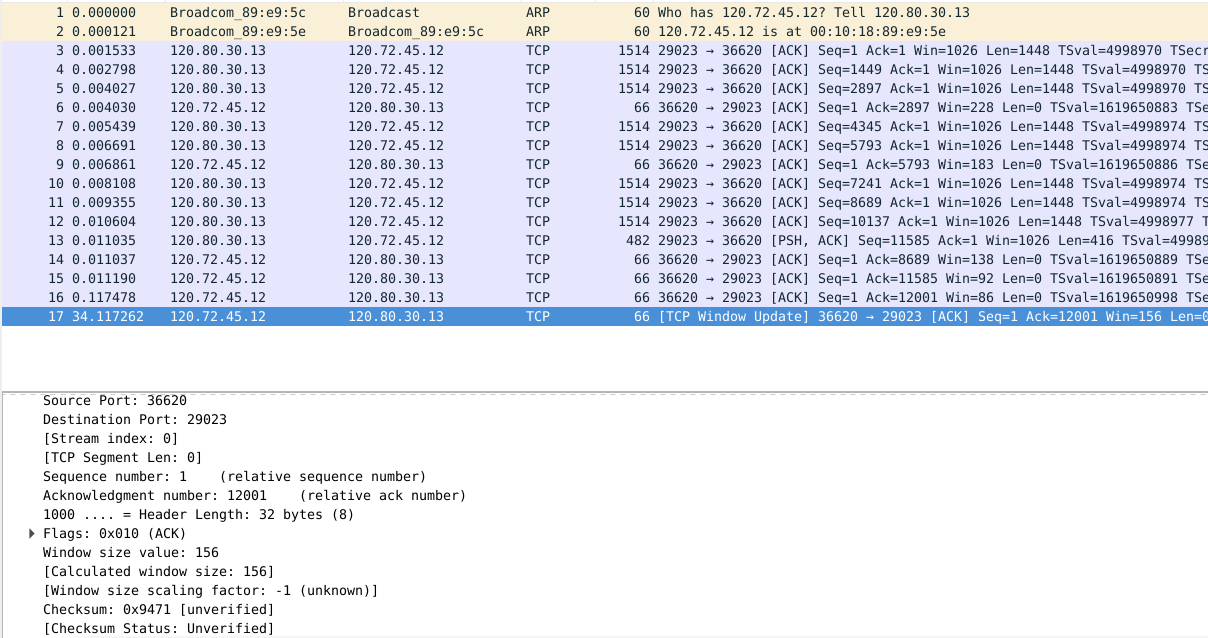 1 0.000000 Broadcom_89:e9:5c Broadcast ARP 60 Who has 120.72.45.12? Tell 120.80.30.13
2 0.000121 Broadcom_89:e9:5e Broadcom_89:e9:5c ARP 60 120.72.45.12 is at 00:10:18:89:e9:5e
3 0.001533 120.80.30.13 120.72.45.12 TCP 1514 29023 → 36620 [ACK] Seq=1 Ack=1 Win=1026 Len=1448 TSval=4998970 TSecr
4 0.002798 120.80.30.13 120.72.45.12 TCP 1514 29023 → 36620 [ACK] Seq=1449 Ack=1 Win=1026 Len=1448 TSval=4998970 TS
5 0.004027 120.80.30.13 120.72.45.12 TCP 1514 29023 → 36620 [ACK] Seq=2897 Ack=1 Win=1026 Len=1448 TSval=4998970 TS
6 0.004030 120.72.45.12 120.80.30.13 TCP 66 36620 → 29023 [ACK] Seq=1 Ack=2897 Win=228 Len=0 TSval=1619650883 TSe
7 0.005439 120.80.30.13 120.72.45.12 TCP 1514 29023 → 36620 [ACK] Seq=4345 Ack=1 Win=1026 Len=1448 TSval=4998974 TS
8 0.006691 120.80.30.13 120.72.45.12 TCP 1514 29023 → 36620 [ACK] Seq=5793 Ack=1 Win=1026 Len=1448 TSval=4998974 TS
9 0.006861 120.72.45.12 120.80.30.13 TCP 66 36620 → 29023 [ACK] Seq=1 Ack=5793 Win=183 Len=0 TSval=1619650886 TSe
10 0.008108 120.80.30.13 120.72.45.12 TCP 1514 29023 → 36620 [ACK] Seq=7241 Ack=1 Win=1026 Len=1448 TSval=4998974 TS
11 0.009355 120.80.30.13 120.72.45.12 TCP 1514 29023 → 36620 [ACK] Seq=8689 Ack=1 Win=1026 Len=1448 TSval=4998974 TS
12 0.010604 120.80.30.13 120.72.45.12 TCP 1514 29023 → 36620 [ACK] Seq=10137 Ack=1 Win=1026 Len=1448 TSval=4998977 T
13 0.011035 120.80.30.13 120.72.45.12 TCP 482 29023 → 36620 [PSH, ACK] Seq=11585 Ack=1 Win=1026 Len=416 TSval=49989
14 0.011037 120.72.45.12 120.80.30.13 TCP 66 36620 → 29023 [ACK] Seq=1 Ack=8689 Win=138 Len=0 TSval=1619650889 TSe
15 0.011190 120.72.45.12 120.80.30.13 TCP 66 36620 → 29023 [ACK] Seq=1 Ack=11585 Win=92 Len=0 TSval=1619650891 TSe
16 0.117478 120.72.45.12 120.80.30.13 TCP 66 36620 → 29023 [ACK] Seq=1 Ack=12001 Win=86 Len=0 TSval=1619650998 TSe
17 34.117262 120.72.45.12 120.80.30.13 TCP 66 [TCP Window Update] 36620 → 29023 [ACK] Seq=1 Ack=12001 Win=156 Len=0
Source Port: 36620
Destination Port: 29023
[Stream index: 0]
[TCP Segment Len: 0]
Sequence number: 1 (relative sequence number)
Acknowledgment number: 12001 (relative ack number)
1000 .... = Header Length: 32 bytes (8)
Flags: 0x010 (ACK)
Window size value: 156
[Calculated window size: 156]
[Window size scaling factor: -1 (unknown)]
Checksum: 0x9471 [unverified]
[Checksum Status: Unverified]